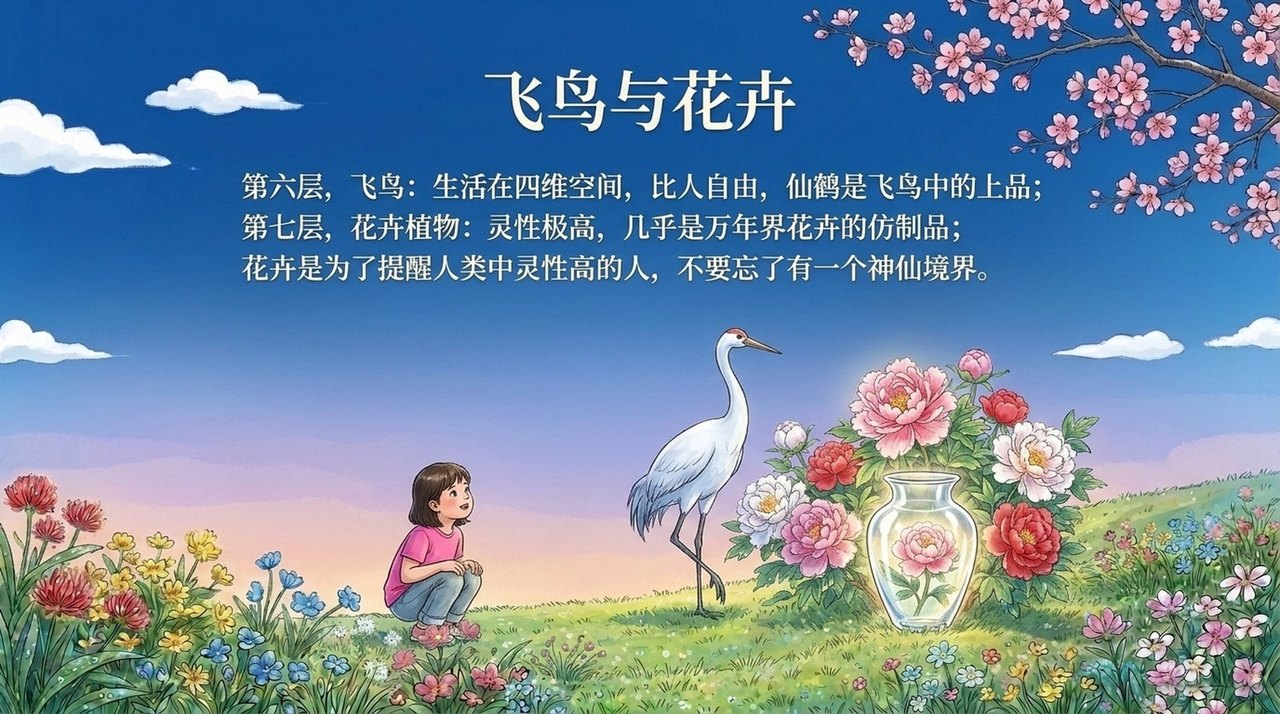 飞鸟与花卉
第六层，飞鸟：生活在四维空间，比人自由，仙鹤是飞鸟中的上品；
第七层，花卉植物：灵性极高，几乎是万年界花卉的仿制品；
花卉是为了提醒人类中灵性高的人，不要忘了有一个神仙境界。